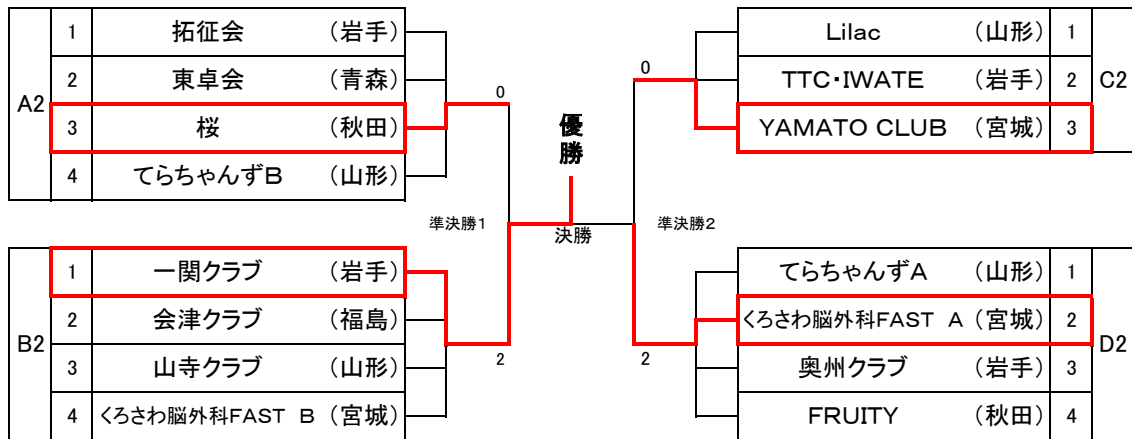 A2
1 拓征会 (岩手)
2 東卓会 (青森)
3 桜 (秋田)
4 てらちゃんずB (山形)
B2
1 一関クラブ (岩手)
2 会津クラブ (福島)
3 山寺クラブ (山形)
4 くろさわ脳外科FAST B (宮城)
0
準決勝1
2
優勝
決勝
0
準決勝2
2
Lilac (山形) 1
TTC・IWATE (岩手) 2
YAMATO CLUB (宮城) 3
C2
てらちゃんずA (山形) 1
くろさわ脳外科FAST A (宮城) 2
奥州クラブ (岩手) 3
FRUITY (秋田) 4
D2